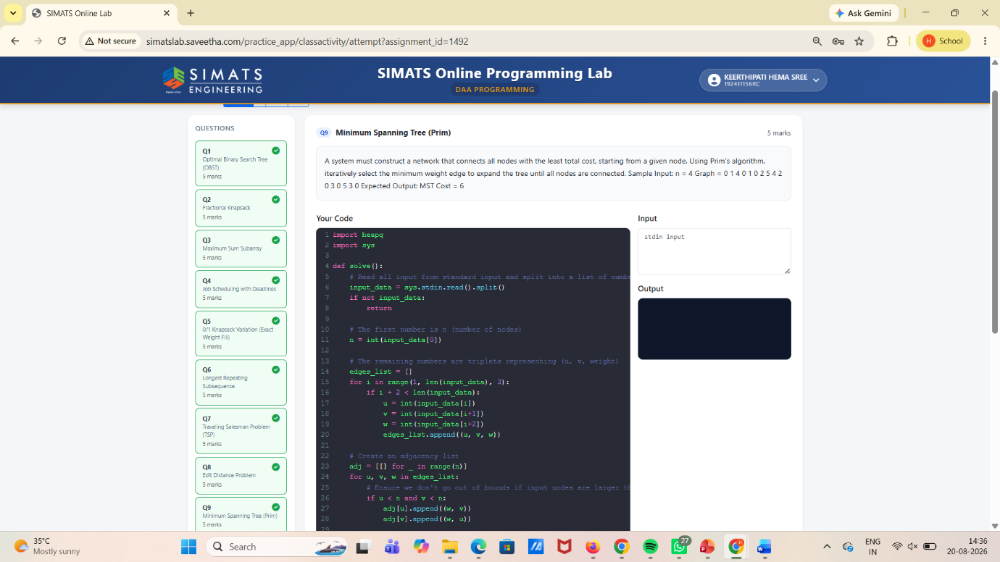 SIMATS Online Lab
Ask Gemini
Not secure
simatslab.saveetha.com/practice_app/classactivity/attempt?assignment_id=1492
H
School
SIMATS
ENGINEERING
SIMATS Online Programming Lab
DAA PROGRAMMING
KEERTHIPATI HEMA SREE
192411156RC
QUESTIONS
Q1
Optimal Binary Search Tree
(OBST)
5 marks
Q2
Fractional Knapsack
5 marks
Q3
Maximum Sum Subarray
5 marks
Q4
Job Scheduling with Deadlines
5 marks
Q5
0/1 Knapsack Variation (Exact
Weight Fill)
5 marks
Q6
Longest Repeating
Subsequence
5 marks
Q7
Traveling Salesman Problem
(TSP)
5 marks
Q8
Edit Distance Problem
5 marks
Q9
Minimum Spanning Tree (Prim)
5 marks
Q9 Minimum Spanning Tree (Prim)
5 marks
A system must construct a network that connects all nodes with the least total cost, starting from a given node. Using Prim's algorithm,
iteratively select the minimum weight edge to expand the tree until all nodes are connected. Sample Input: n = 4 Graph = 0 1 4 0 1 0 2 5 4 2
0 3 0 5 3 0 Expected Output: MST Cost = 6
Your Code
1 import heapq
2 import sys
3
4 def solve():
5     # Read all input from standard input and split into a list of numbe
6     input_data = sys.stdin.read().split()
7     if not input_data:
8         return
9
10     # The first number is n (number of nodes)
11     n = int(input_data[0])
12
13     # The remaining numbers are triplets representing (u, v, weight)
14     edges_list = []
15     for i in range(1, len(input_data), 3):
16         if i + 2 < len(input_data):
17             u = int(input_data[i])
18             v = int(input_data[i+1])
19             w = int(input_data[i+2])
20             edges_list.append((u, v, w))
21
22     # Create an adjacency list
23     adj = [[] for _ in range(n)]
24     for u, v, w in edges_list:
25         # Ensure we don't go out of bounds if input nodes are larger th
26         if u < n and v < n:
27             adj[u].append((w, v))
28             adj[v].append((w, u))
29
Input
stdin input
Output
35°C
Mostly sunny
Search
27
ENG
IN
14:36
20-08-2026